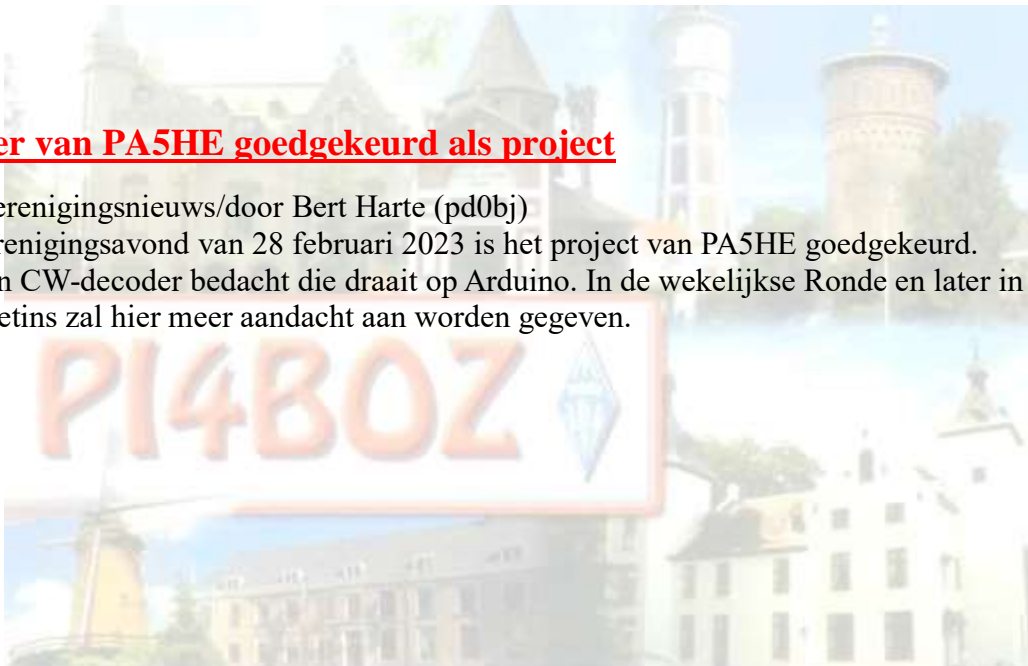 er van PA5HE goedgekeurd als project
erenigingsnieuws/door Bert Harte (pd0bj)
renigingsavond van 28 februari 2023 is het project van PA5HE goedgekeurd.
n CW-decoder bedacht die draait op Arduino. In de wekelijkse Ronde en later in
etins zal hier meer aandacht aan worden gegeven.
PI4BOZ